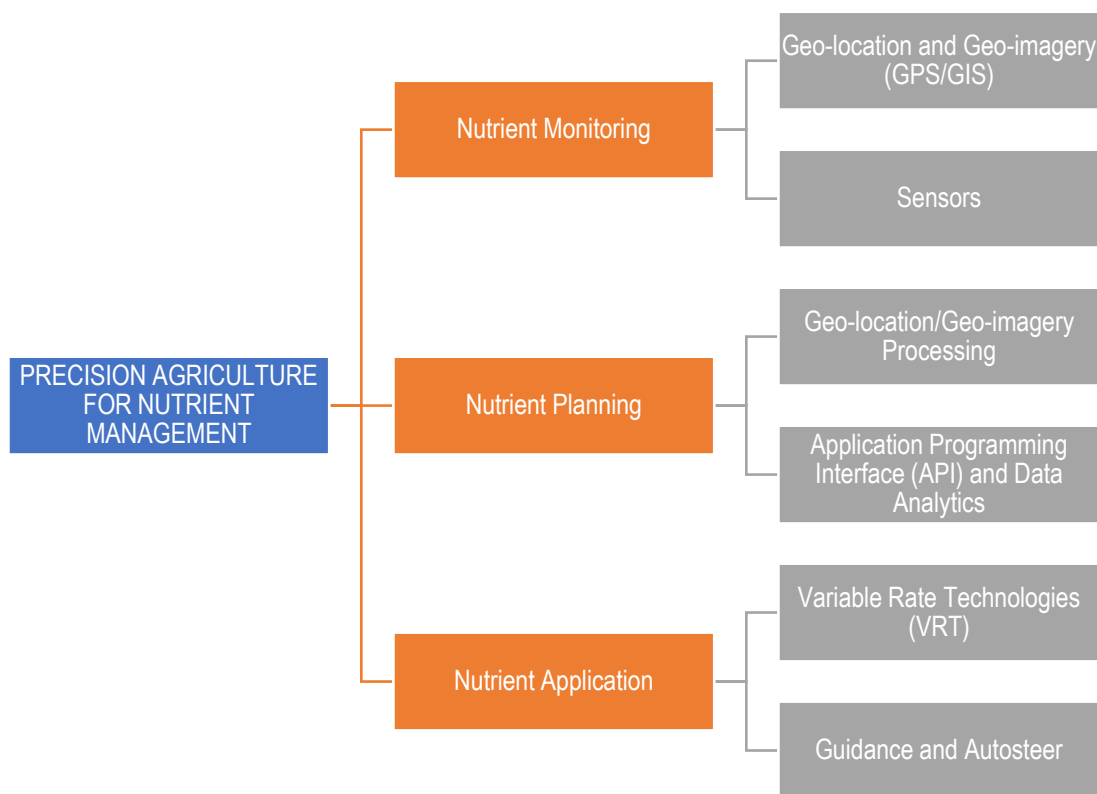 Geo-location and Geo-imagery
(GPS/GIS)
Nutrient Monitoring
Sensors
Geo-location/Geo-imagery
Processing
PRECISION AGRICULTURE
FOR NUTRIENT
MANAGEMENT
Nutrient Planning
Application Programming
Interface (API) and Data
Analytics
Variable Rate Technologies
(VRT)
Nutrient Application
Guidance and Autosteer